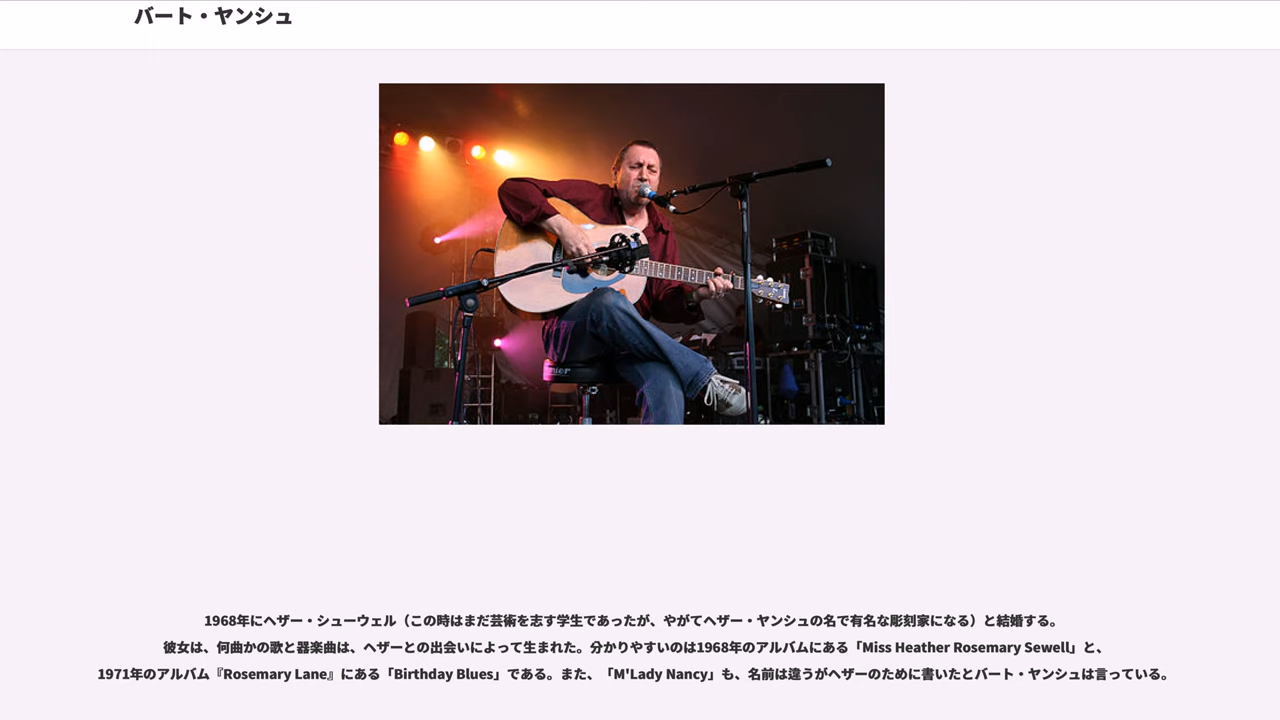 バート・ヤンシュ
1968年にヘザー・シューウェル（この時はまだ芸術を志す学生であったが、やがてヘザー・ヤンシュの名で有名な彫刻家になる）と結婚する。
彼女は、何曲かの歌と器楽曲は、ヘザーとの出会いによって生まれた。分かりやすいのは1968年のアルバムにある「Miss Heather Rosemary Sewell」と、
1971年のアルバム『Rosemary Lane』にある「Birthday Blues」である。また、「M'Lady Nancy」も、名前は違うがヘザーのために書いたとバート・ヤンシュは言っている。